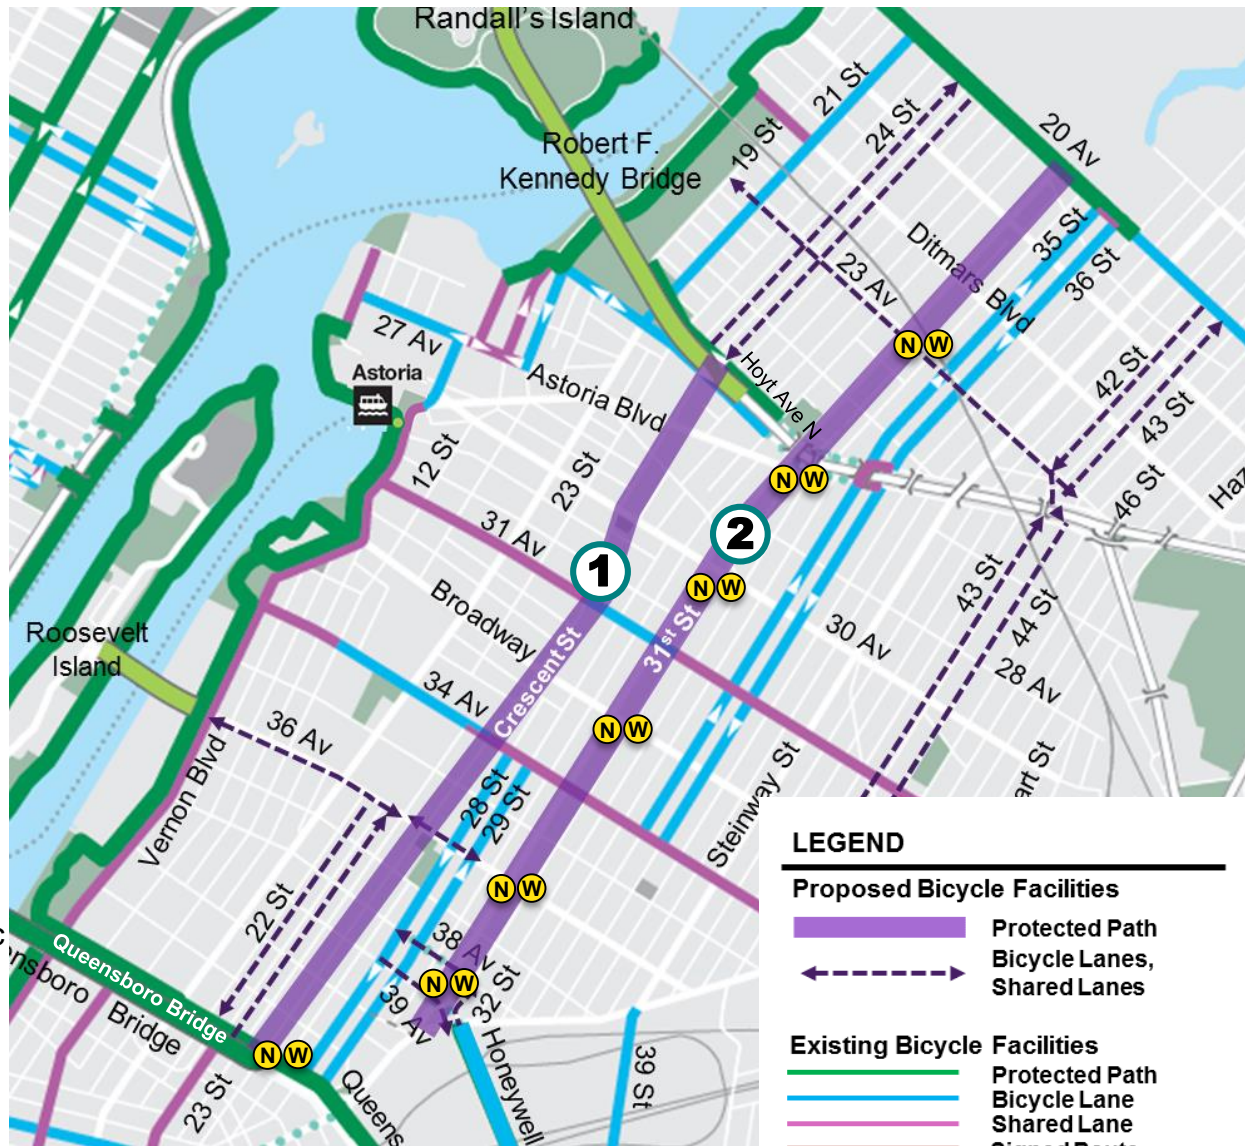 Randall's Island
Robert F.
Kennedy Bridge
21 St
24 St
19 St
20 Av
23 Av
Ditmars Blvd
35 St
36 St
N W
42 St
43 St
46 St
27 Av
Astoria
Astoria Blvd
Hoyt Ave N
N W
12 St
23 St
31 Av
1
2
N W
Broadway
Crescent St
31st St
30 Av
43 St
44 St
28 Av
Roosevelt
Island
34 Av
N W
36 Av
Vernon Blvd
28 St
29 St
Steinway St
art St
N W
22 St
38 Av
N W
32 St
39 Av
Queensboro Bridge
ensboro Bridge
N W
23 St
Queens
Honeywell
39 St
LEGEND
Proposed Bicycle Facilities
Protected Path
Bicycle Lanes,
Shared Lanes
Existing Bicycle Facilities
Protected Path
Bicycle Lane
Shared Lane